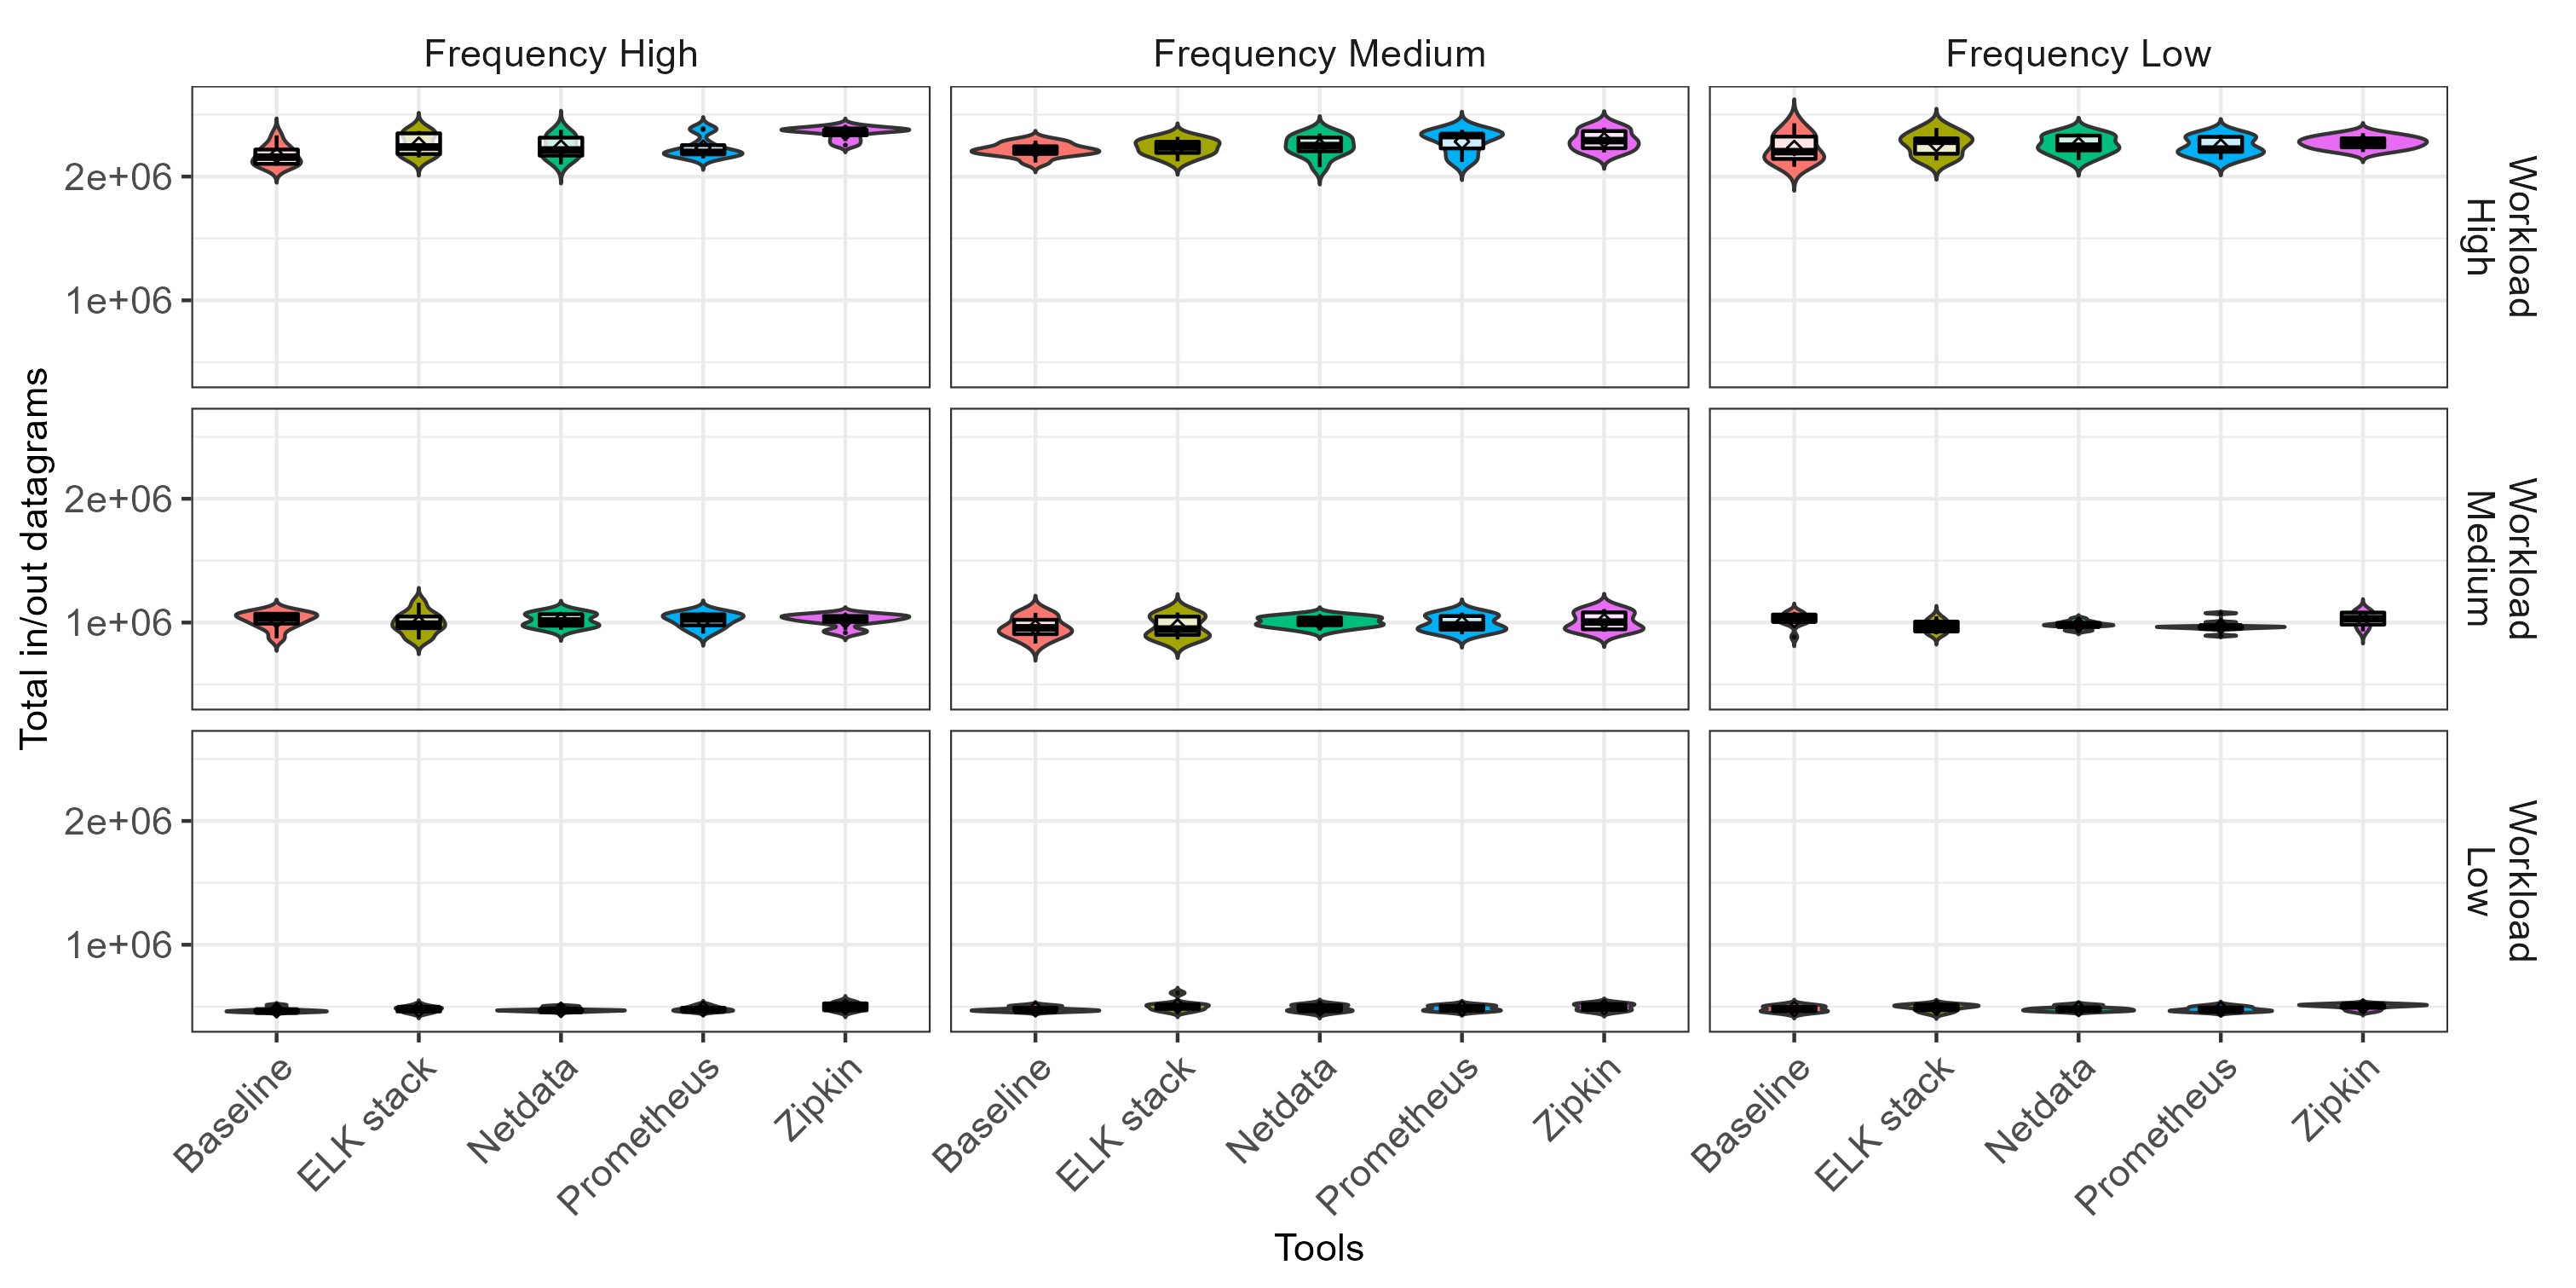 Frequency High
Frequency Medium
Frequency Low
Total in/out datagrams
2e+06
1e+06
Workload
High
2e+06
1e+06
Workload
Medium
2e+06
1e+06
Workload
Low
Baseline
ELK stack
Netdata
Prometheus
Zipkin
Baseline
ELK stack
Netdata
Prometheus
Zipkin
Baseline
ELK stack
Netdata
Prometheus
Zipkin
Tools